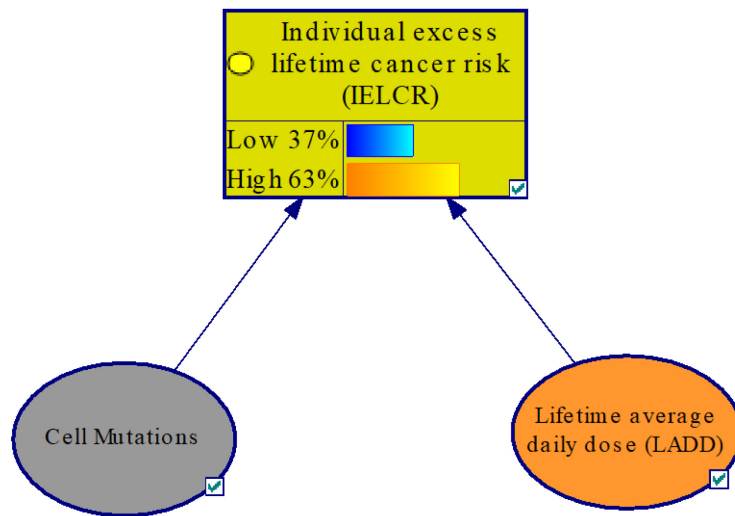 Individual excess
lifetime cancer risk
(IELCR)
Low 37%
High 63%
Cell Mutations
Lifetime average
daily dose (LADD)